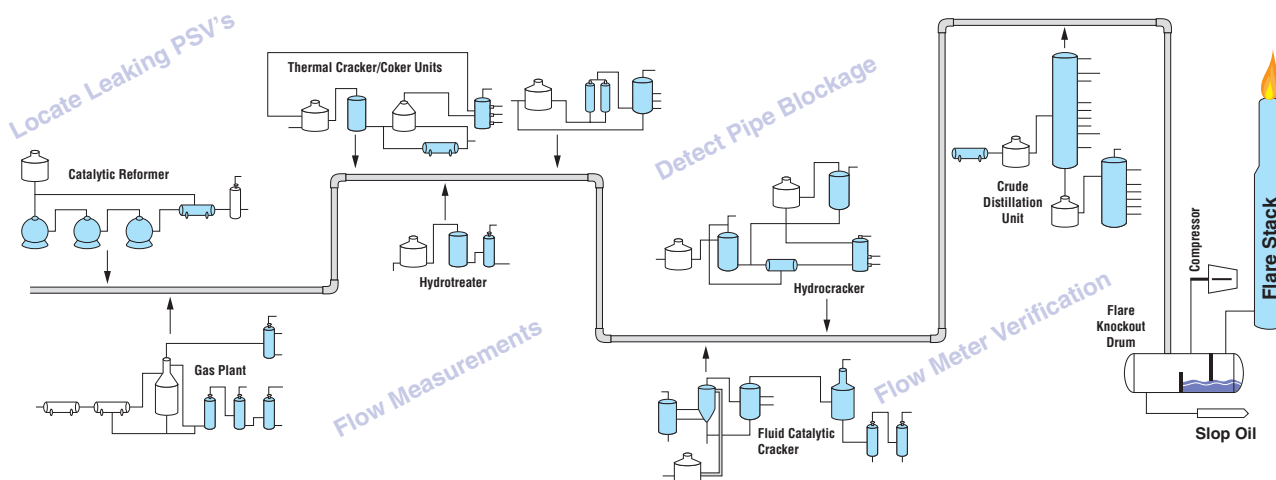 Locate Leaking PSV's
Thermal Cracker/Coker Units
Detect Pipe Blockage
Catalytic Reformer
Crude
Distillation
Unit
Compressor
Flare Stack
Hydrotreater
Hydrocracker
Flare
Knockout
Drum
Gas Plant
Flow Measurements
Flow Meter Verification
Fluid Catalytic
Cracker
Slop Oil